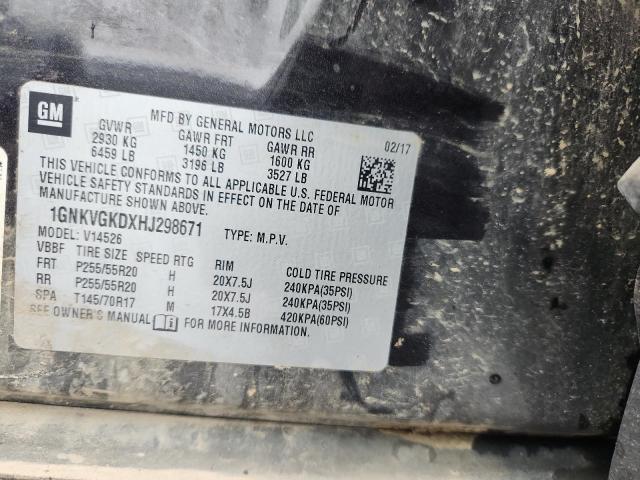 GM
MFD BY GENERAL MOTORS LLC
02/17
GVWR GAWR FRT GAWR RR
2930 KG 1450 KG 1600 KG
6459 LB 3196 LB 3527 LB
THIS VEHICLE CONFORMS TO ALL APPLICABLE U.S. FEDERAL MOTOR
VEHICLE SAFETY STANDARDS IN EFFECT ON THE DATE OF
MANUFACTURE SHOWN ABOVE.
1GNKVGKDXHJ298671 TYPE: M.P.V.
MODEL: V14526
VBBF TIRE SIZE SPEED RTG RIM COLD TIRE PRESSURE
FRT P255/55R20 H 20X7.5J 240KPA(35PSI)
RR P255/55R20 H 20X7.5J 240KPA(35PSI)
SPA T145/70R17 M 17X4.5B 420KPA(60PSI)
SEE OWNER'S MANUAL FOR MORE INFORMATION.